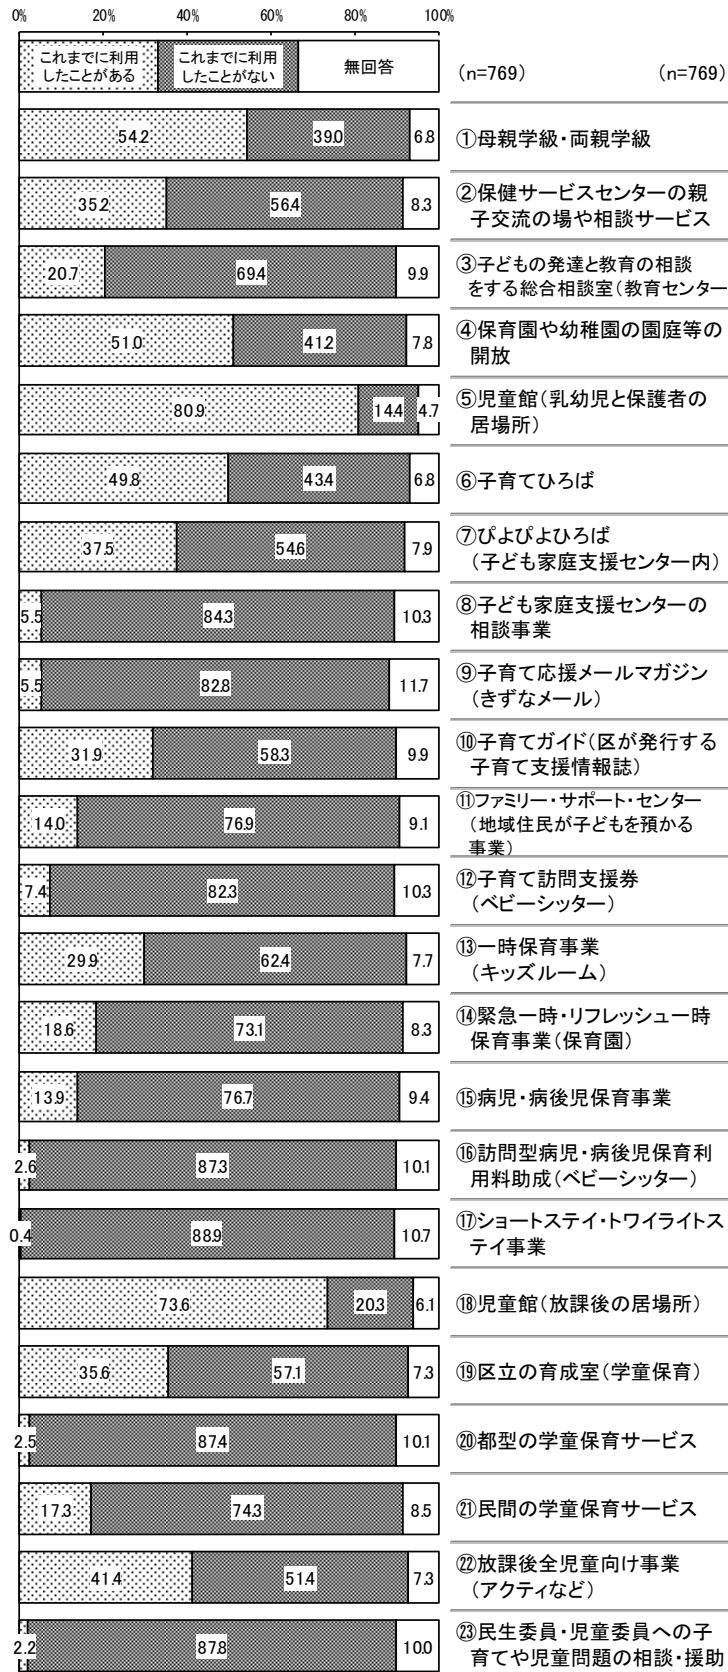 0% 20% 40% 60% 80% 100%
これまでに利用
したことがある
これまでに利用
したことがない
無回答
(n=769) (n=769)
54.2 39.0 6.8
①母親学級・両親学級
35.2 56.4 8.3
②保健サービスセンターの親
子交流の場や相談サービス
20.7 69.4 9.9
③子どもの発達と教育の相談
をする総合相談室(教育センター
51.0 41.2 7.8
④保育園や幼稚園の園庭等の
開放
80.9 14.4 4.7
⑤児童館(乳幼児と保護者の
居場所)
49.8 43.4 6.8
⑥子育てひろば
37.5 54.6 7.9
⑦ぴよぴよひろば
(子ども家庭支援センター内)
5.5 84.3 10.3
⑧子ども家庭支援センターの
相談事業
5.5 82.8 11.7
⑨子育て応援メールマガジン
(きずなメール)
31.9 58.3 9.9
⑩子育てガイド(区が発行する
子育て支援情報誌)
14.0 76.9 9.1
⑪ファミリー・サポート・センター
(地域住民が子どもを預かる
事業)
7.4 82.3 10.3
⑫子育て訪問支援券
(ベビーシッター)
29.9 62.4 7.7
⑬一時保育事業
(キッズルーム)
18.6 73.1 8.3
⑭緊急一時・リフレッシュ一時
保育事業(保育園)
13.9 76.7 9.4
⑮病児・病後児保育事業
2.6 87.3 10.1
⑯訪問型病児・病後児保育利
用料助成(ベビーシッター)
0.4 88.9 10.7
⑰ショートステイ・トワイライトス
テイ事業
73.6 20.3 6.1
⑱児童館(放課後の居場所)
35.6 57.1 7.3
⑲区立の育成室(学童保育)
2.5 87.4 10.1
⑳都型の学童保育サービス
17.3 74.3 8.5
㉑民間の学童保育サービス
41.4 51.4 7.3
㉒放課後全児童向け事業
(アクティなど)
2.2 87.8 10.0
㉓民生委員・児童委員への子
育てや児童問題の相談・援助